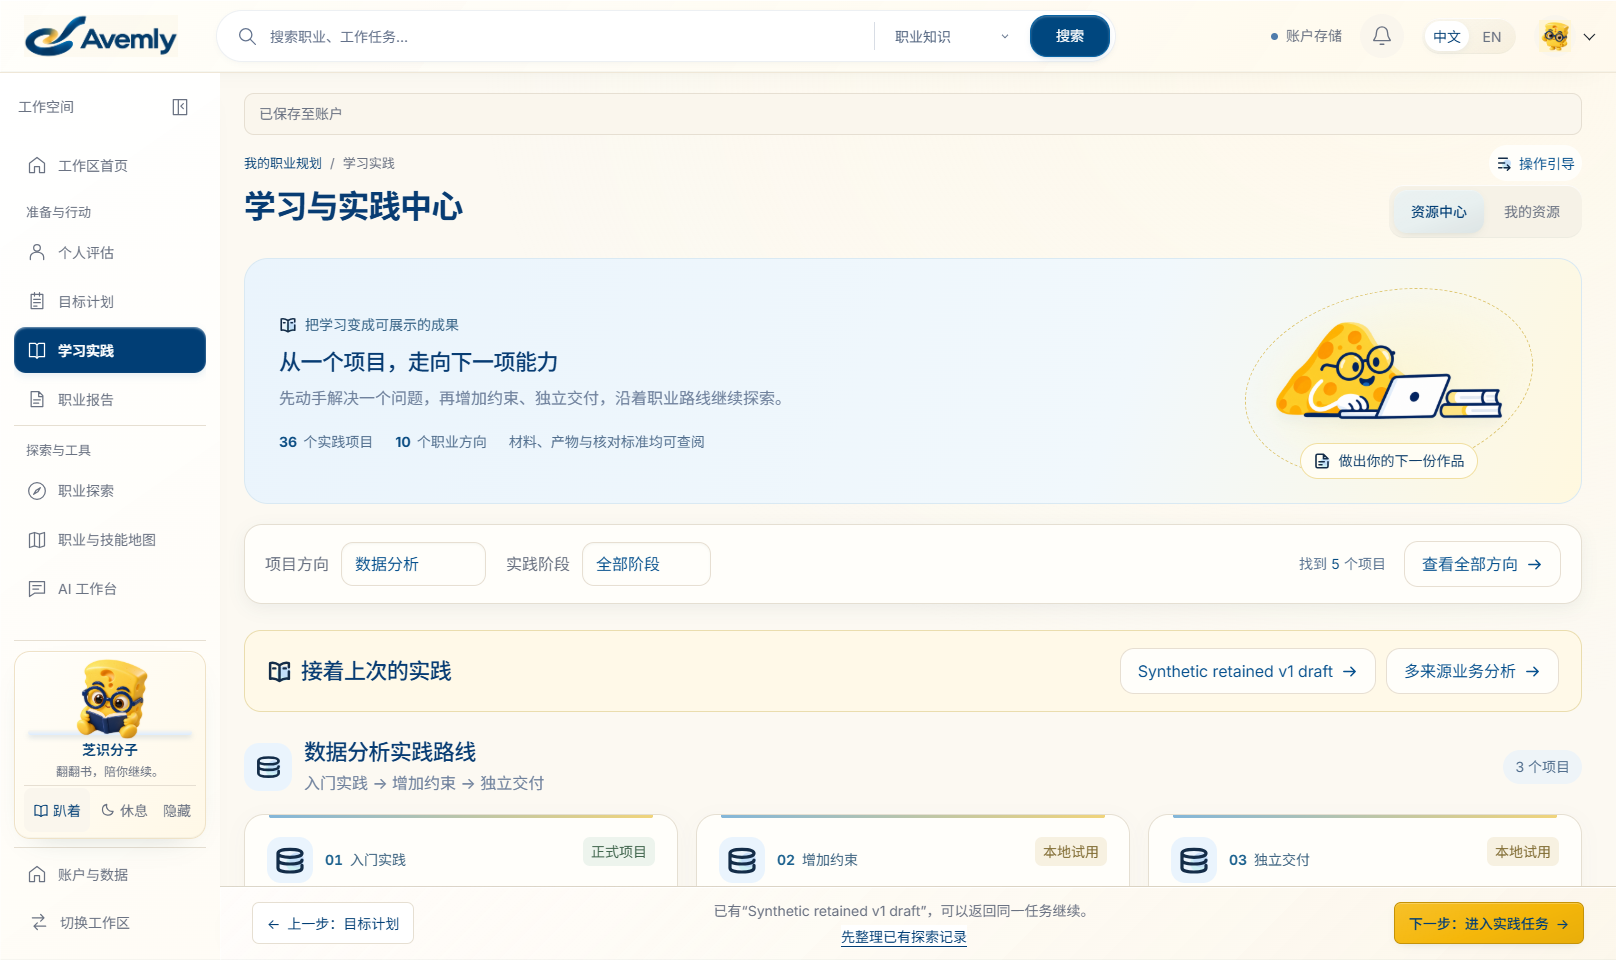 Avemly
搜索职业、工作任务...
职业知识
搜索
账户存储
中文
EN
工作空间
工作区首页
准备与行动
个人评估
目标计划
学习实践
职业报告
探索与工具
职业探索
职业与技能地图
AI 工作台
芝识分子
翻翻书，陪你继续。
趴着
休息
隐藏
账户与数据
切换工作区
已保存至账户
我的职业规划 / 学习实践
操作引导
学习与实践中心
资源中心
我的资源
把学习变成可展示的成果
从一个项目，走向下一项能力
先动手解决一个问题，再增加约束、独立交付，沿着职业路线继续探索。
36 个实践项目
10 个职业方向
材料、产物与核对标准均可查阅
做出你的下一份作品
项目方向
数据分析
实践阶段
全部阶段
找到 5 个项目
查看全部方向 →
接着上次的实践
Synthetic retained v1 draft →
多来源业务分析 →
数据分析实践路线
入门实践 → 增加约束 → 独立交付
3 个项目
01 入门实践
正式项目
02 增加约束
本地试用
03 独立交付
本地试用
← 上一步：目标计划
已有“Synthetic retained v1 draft”，可以返回同一任务继续。
先整理已有探索记录
下一步：进入实践任务 →